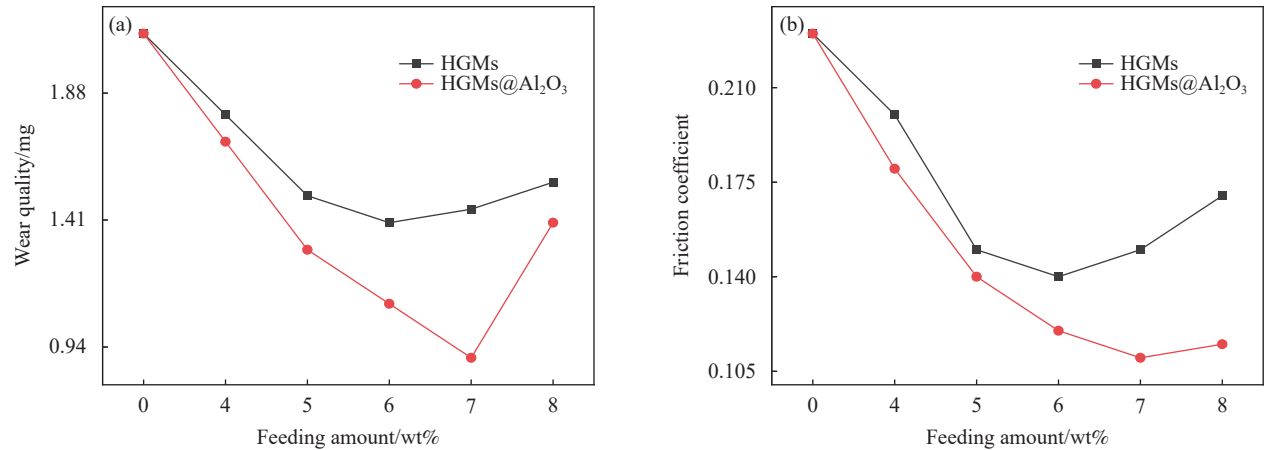 (a)
HGMs
HGMs@Al₂O₃
1.88
1.41
0.94
Wear quality/mg
0 4 5 6 7 8
Feeding amount/wt%
(b)
HGMs
HGMs@Al₂O₃
0.210
0.175
0.140
0.105
Friction coefficient
0 4 5 6 7 8
Feeding amount/wt%